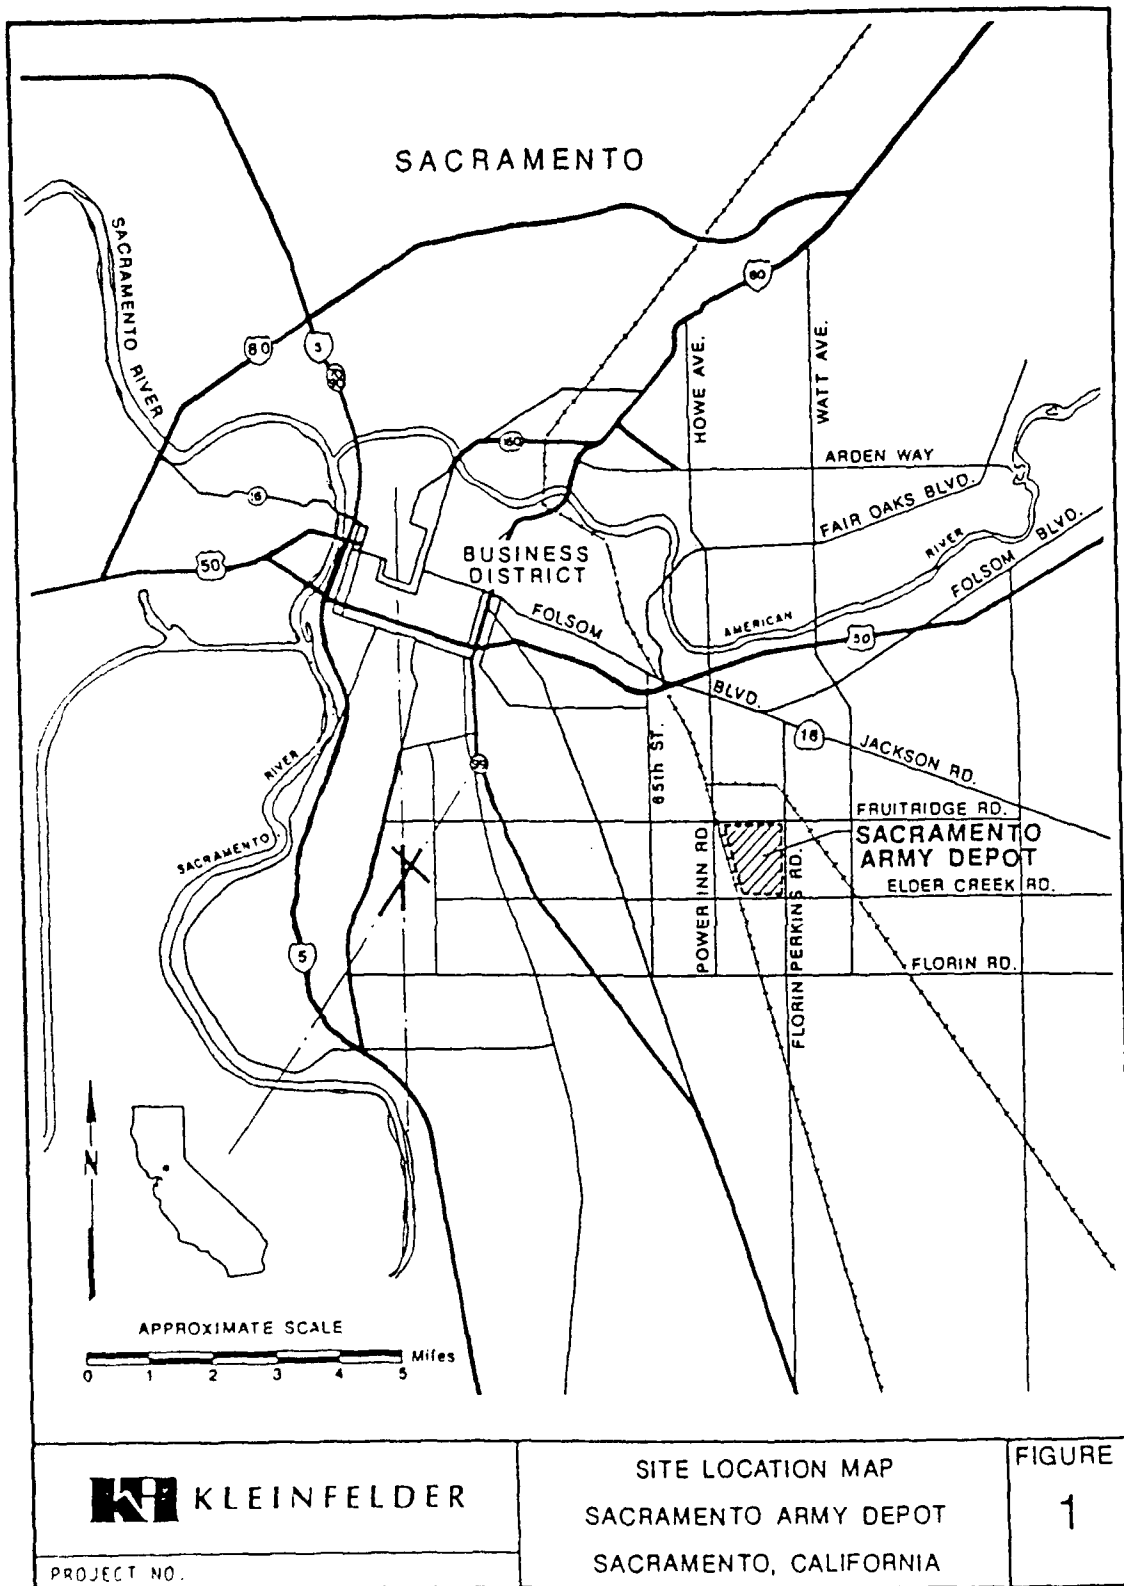 SACRAMENTO
SACRAMENTO RIVER
80
80
3
HOWE AVE.
WATT AVE.
160
ARDEN WAY
16
FAIR OAKS BLVD.
BUSINESS
DISTRICT
50
RIVER
FOLSOM BLVD.
FOLSOM
AMERICAN
50
BLVD.
16
JACKSON RD.
RIVER
99
65th ST.
FRUITRIDGE RD.
SACRAMENTO
ARMY DEPOT
SACRAMENTO
POWER INN RD.
FLORIN PERKINS RD.
ELDER CREEK RD.
5
FLORIN RD.
N
APPROXIMATE SCALE
Miles
0 1 2 3 4 5
KLEINFELDER
PROJECT NO.
SITE LOCATION MAP
SACRAMENTO ARMY DEPOT
SACRAMENTO, CALIFORNIA
FIGURE
1